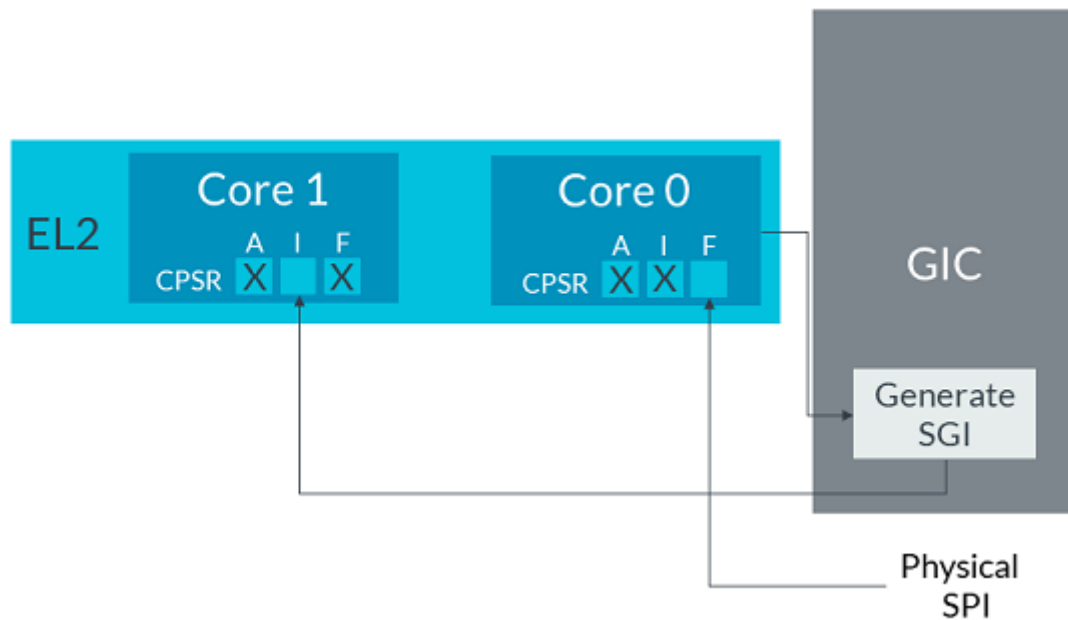 EL2
Core 1
A I F
CPSR X X
Core 0
A I F
CPSR X X
GIC
Generate
SGI
Physical
SPI